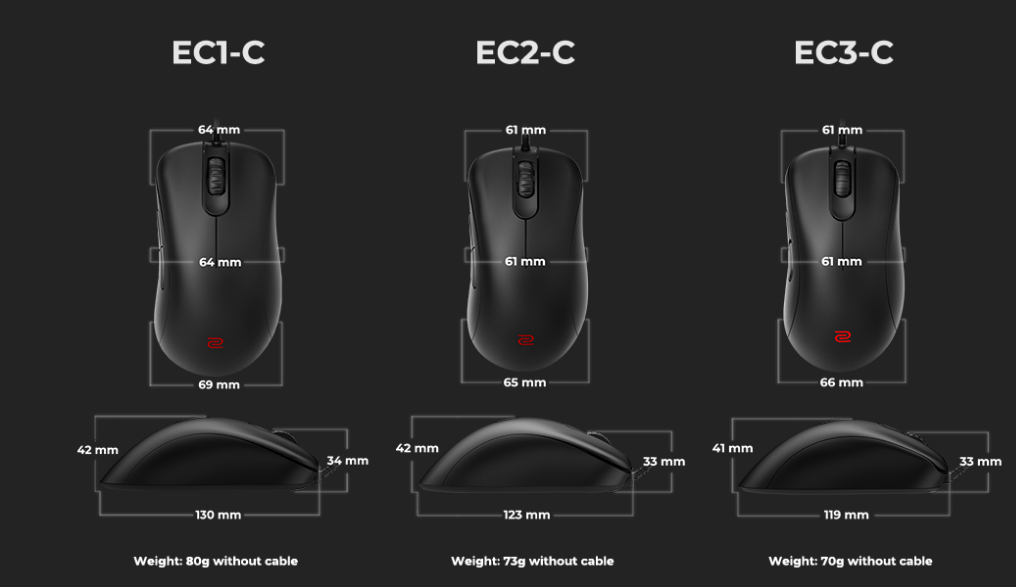 EC1-C EC2-C EC3-C
64 mm 61 mm 61 mm
64 mm 61 mm 61 mm
69 mm 65 mm 66 mm
42 mm 34 mm 42 mm 33 mm 41 mm 33 mm
130 mm 123 mm 119 mm
Weight: 80g without cable Weight: 73g without cable Weight: 70g without cable